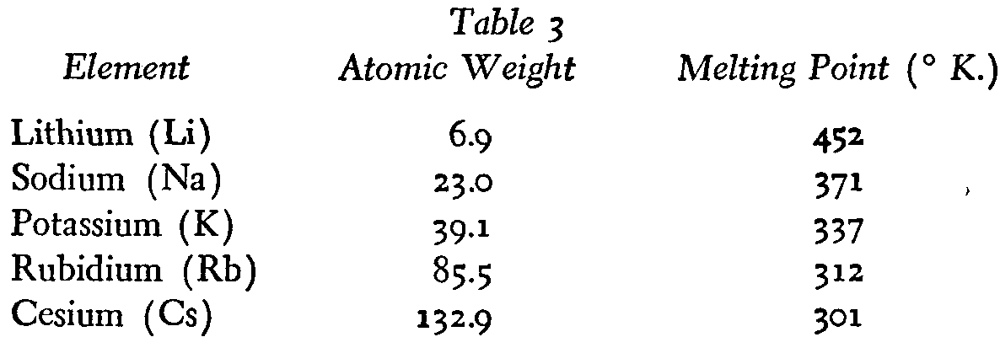 Table 3
Element Atomic Weight Melting Point (° K.)
Lithium (Li) 6.9 452
Sodium (Na) 23.0 371
Potassium (K) 39.1 337
Rubidium (Rb) 85.5 312
Cesium (Cs) 132.9 301